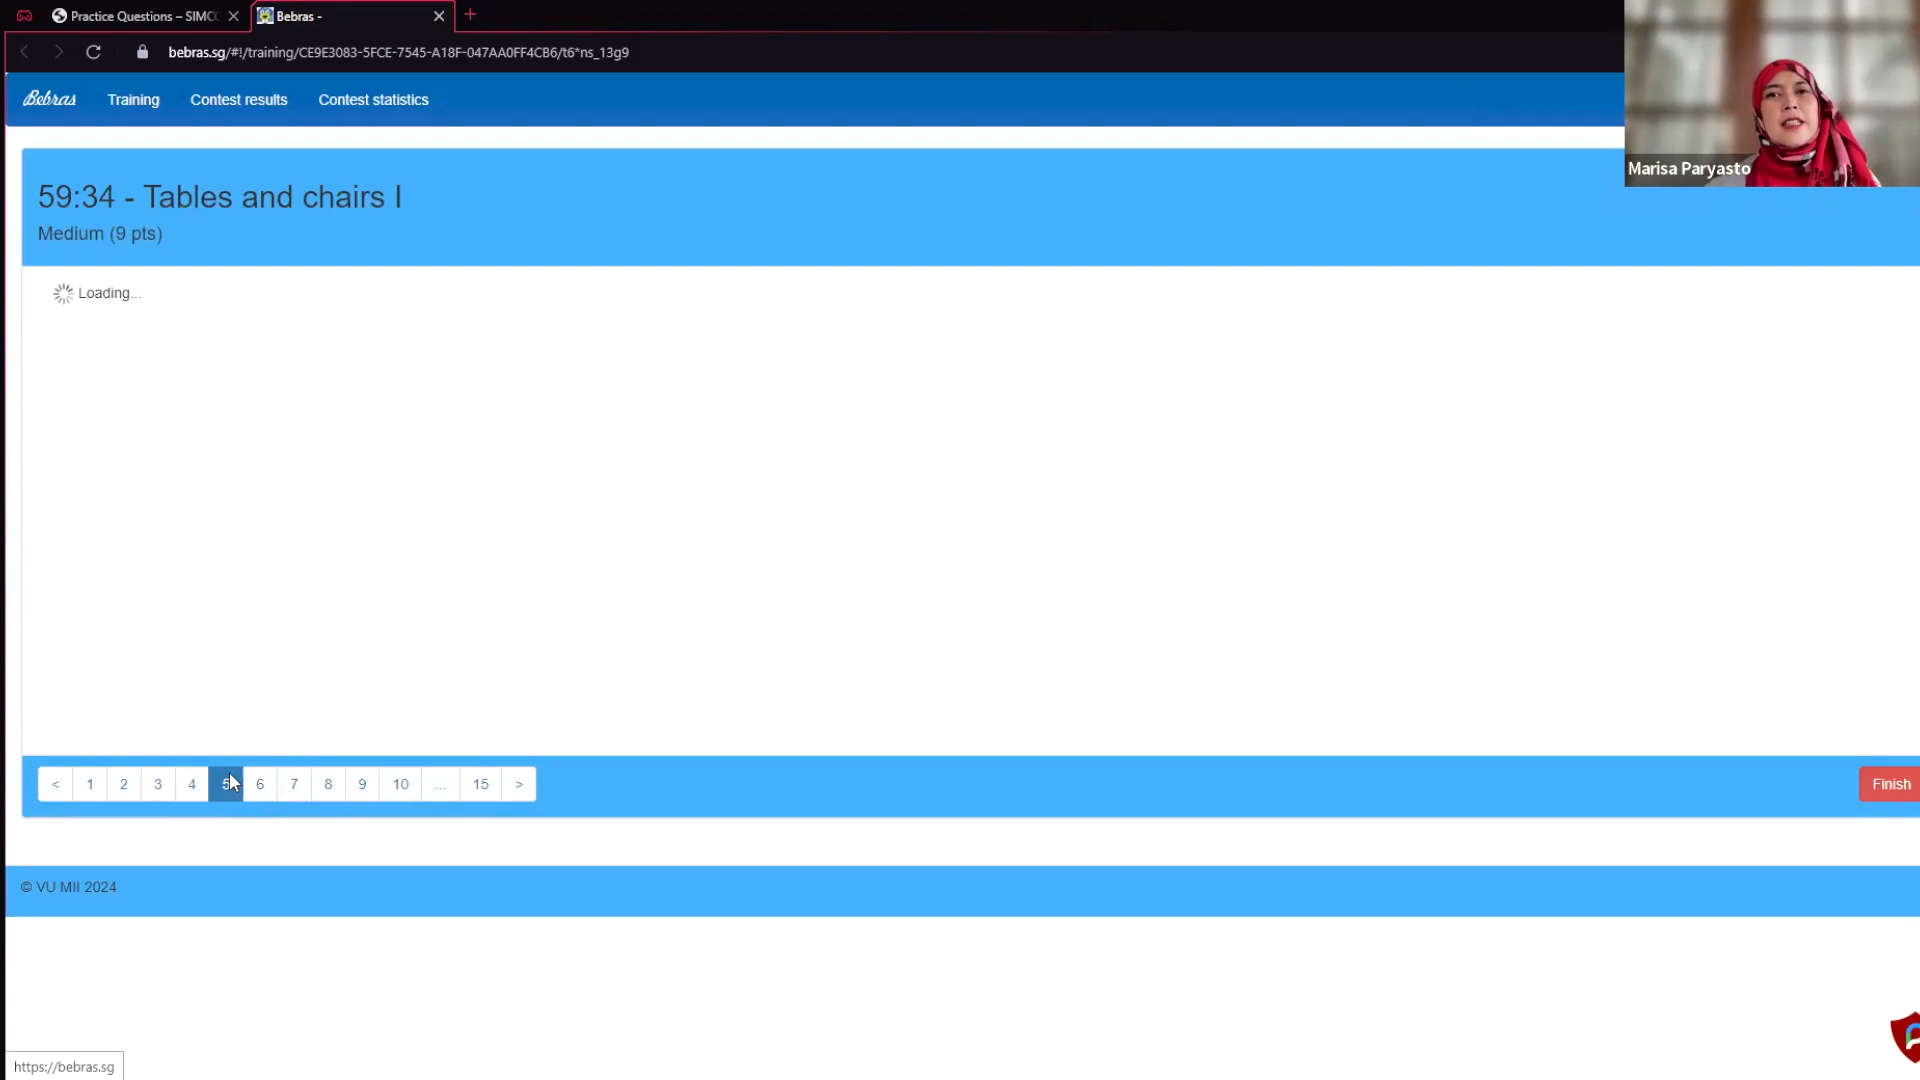 Practice Questions – SIMCC
Bebras -
bebras.sg/#!/training/CE9E3083-5FCE-7545-A18F-047AA0FF4CB6/t6*ns_13g9
Bebras Training Contest results Contest statistics
Marisa Paryasto
59:34 - Tables and chairs I
Medium (9 pts)
Loading...
< 1 2 3 4 5 6 7 8 9 10 ... 15 >
Finish
© VU MII 2024
https://bebras.sg